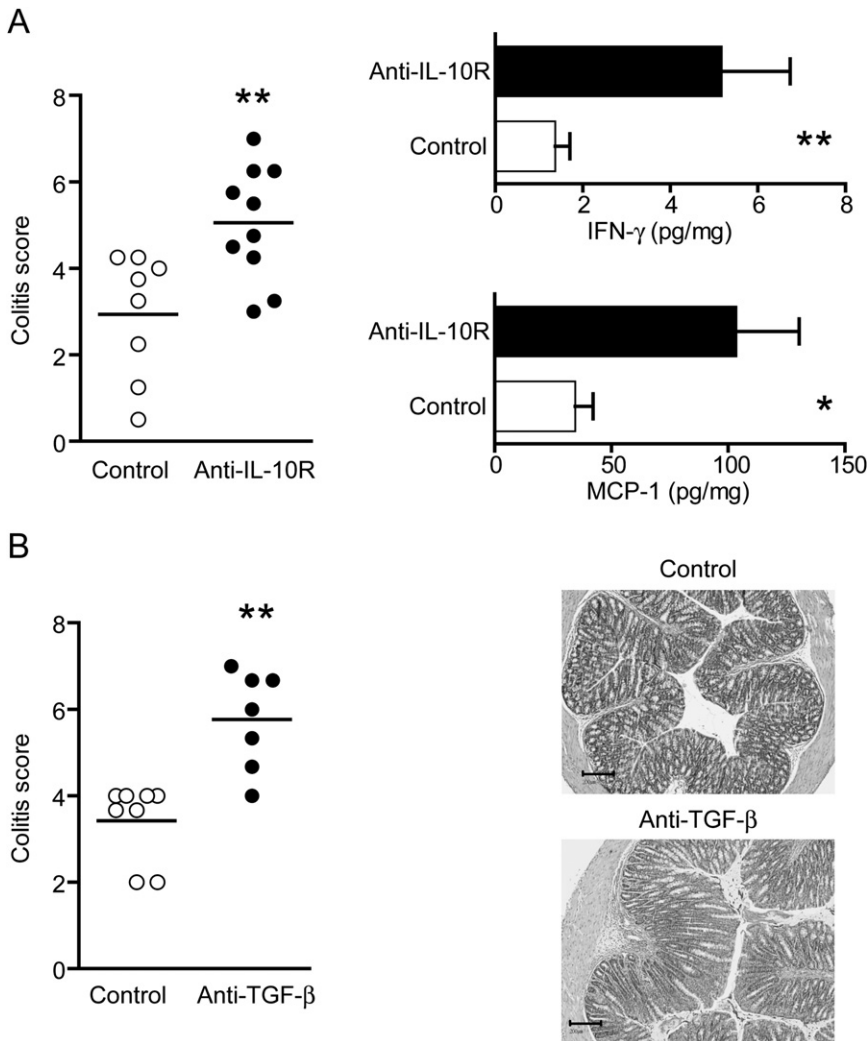 A
Colitis score
8
6
4
2
0
**
Control Anti-IL-10R
Anti-IL-10R
Control
**
0 2 4 6 8
IFN-γ (pg/mg)
Anti-IL-10R
Control
*
0 50 100 150
MCP-1 (pg/mg)
B
Colitis score
8
6
4
2
0
**
Control Anti-TGF-β
Control
Anti-TGF-β